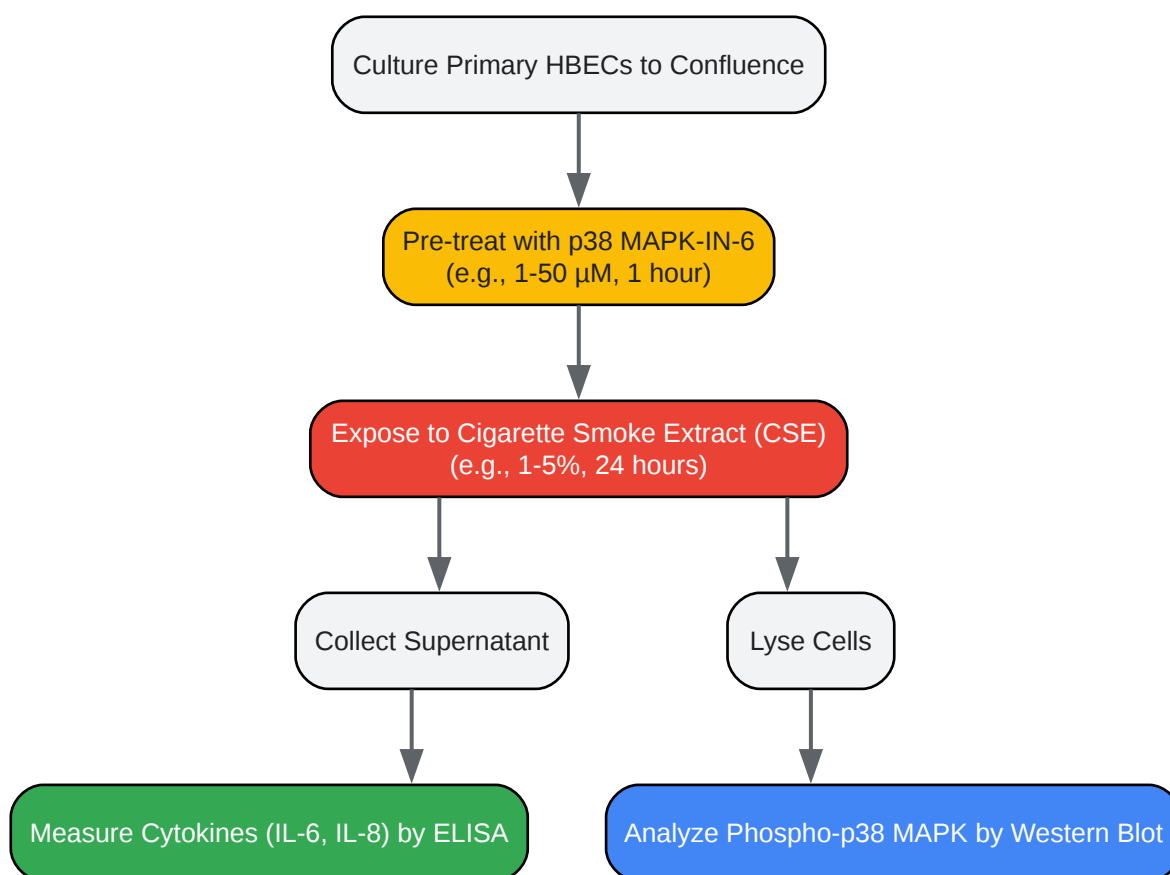 Culture Primary HBECs to Confluence
Pre-treat with p38 MAPK-IN-6
(e.g., 1-50 µM, 1 hour)
Expose to Cigarette Smoke Extract (CSE)
(e.g., 1-5%, 24 hours)
Collect Supernatant
Lyse Cells
Measure Cytokines (IL-6, IL-8) by ELISA
Analyze Phospho-p38 MAPK by Western Blot